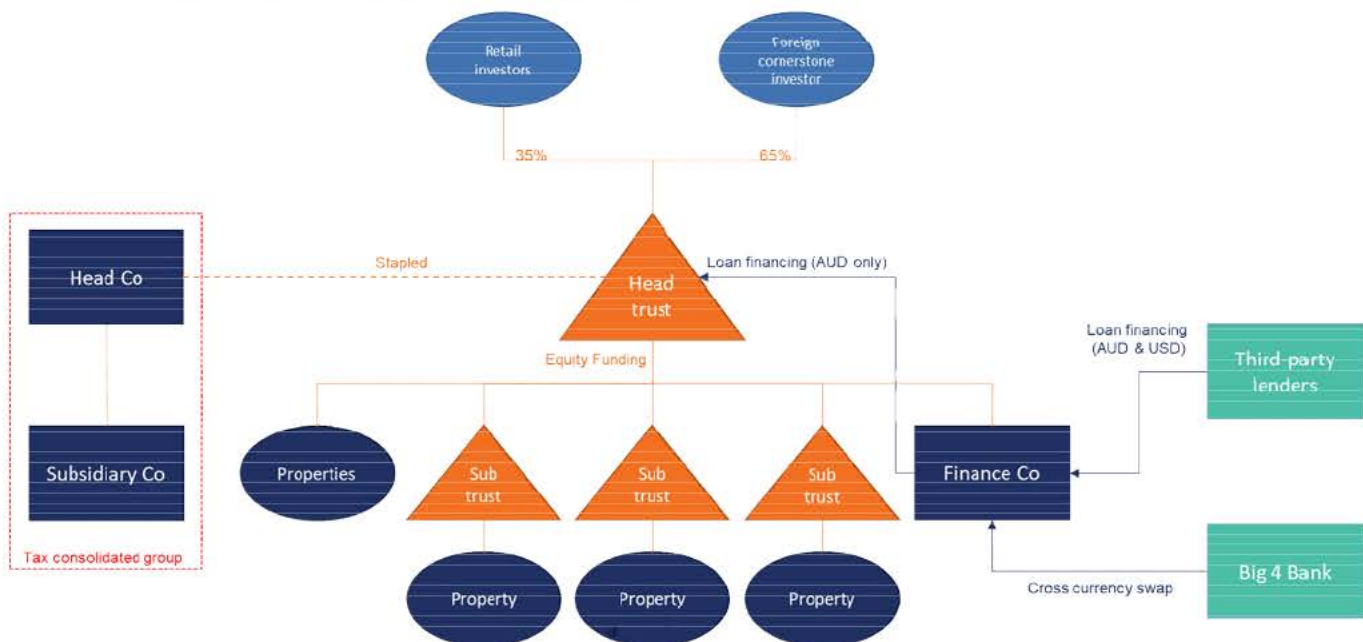 Retail
investors
Foreign
cornerstone
investor
35%
65%
Head Co
Stapled
Head
trust
Loan financing (AUD only)
Loan financing
(AUD & USD)
Third-party
lenders
Equity Funding
Subsidiary Co
Properties
Sub
trust
Sub
trust
Sub
trust
Finance Co
Tax consolidated group
Property
Property
Property
Cross currency swap
Big 4 Bank